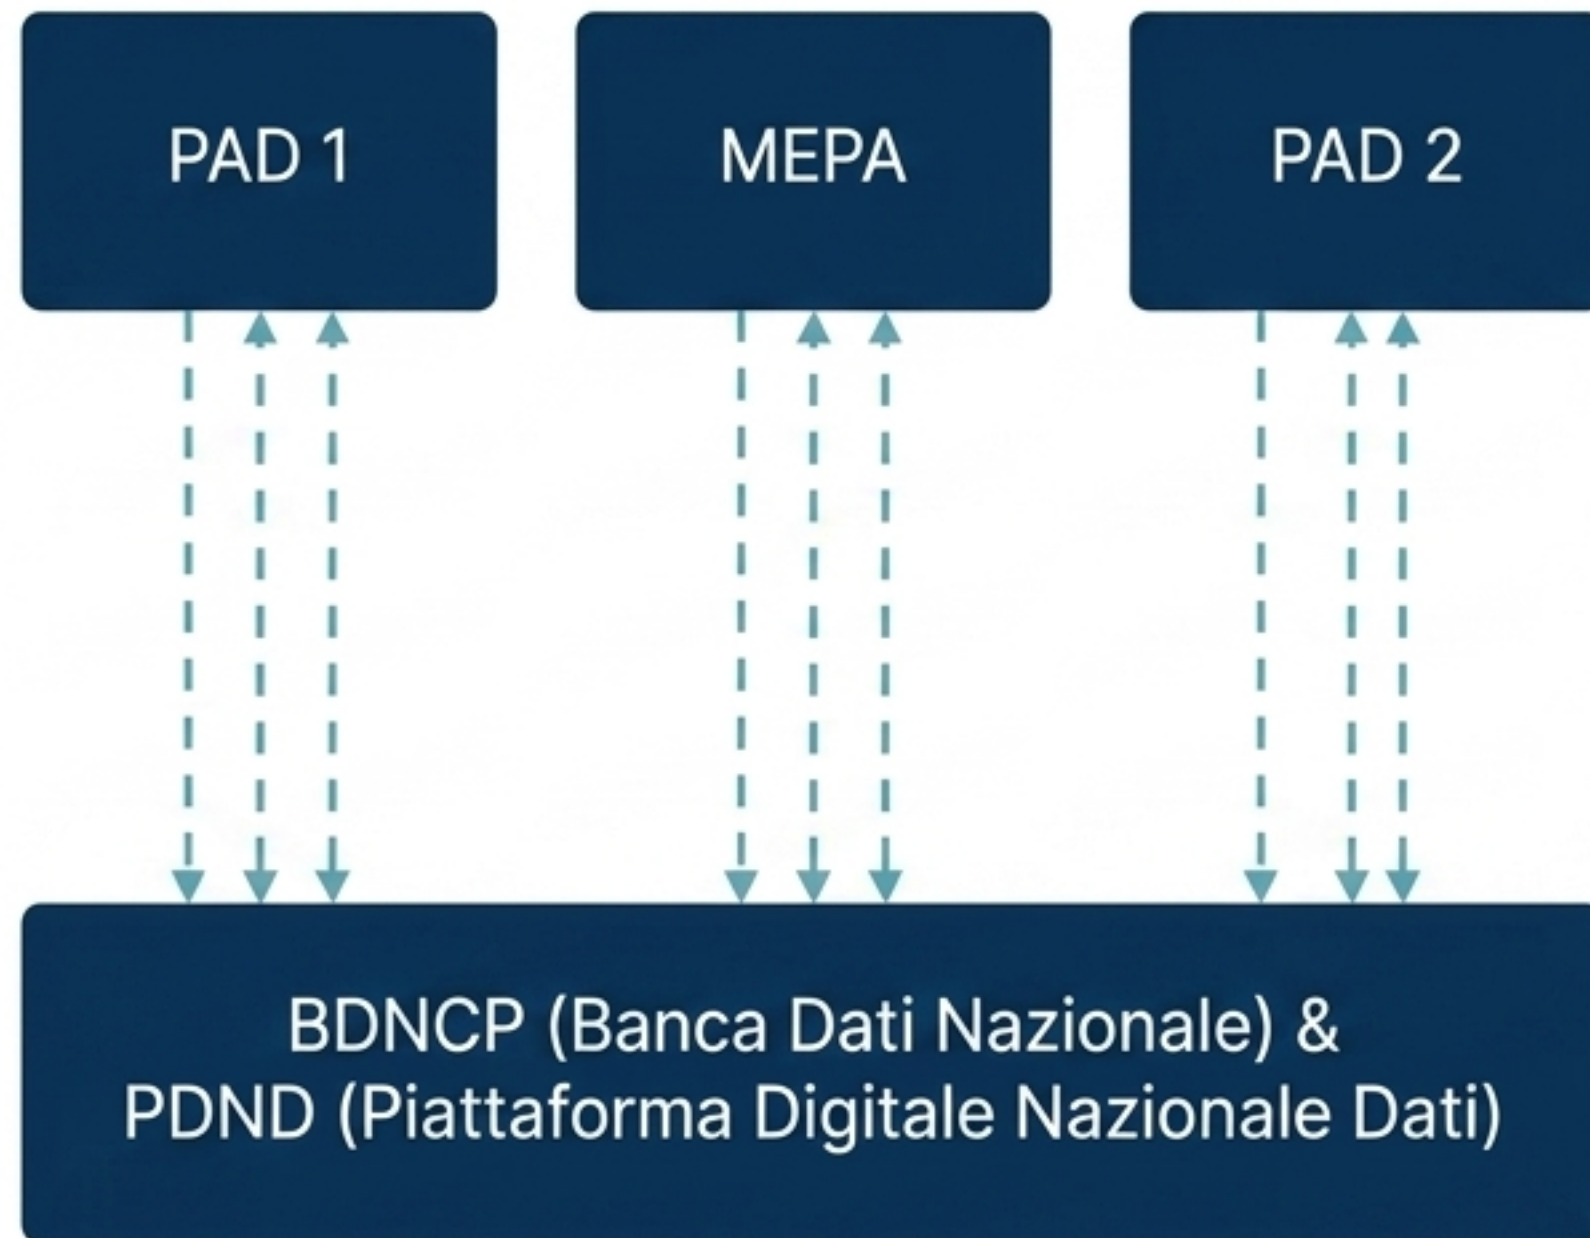 PAD 1
MEPA
PAD 2
BDNCP (Banca Dati Nazionale) &
PDND (Piattaforma Digitale Nazionale Dati)